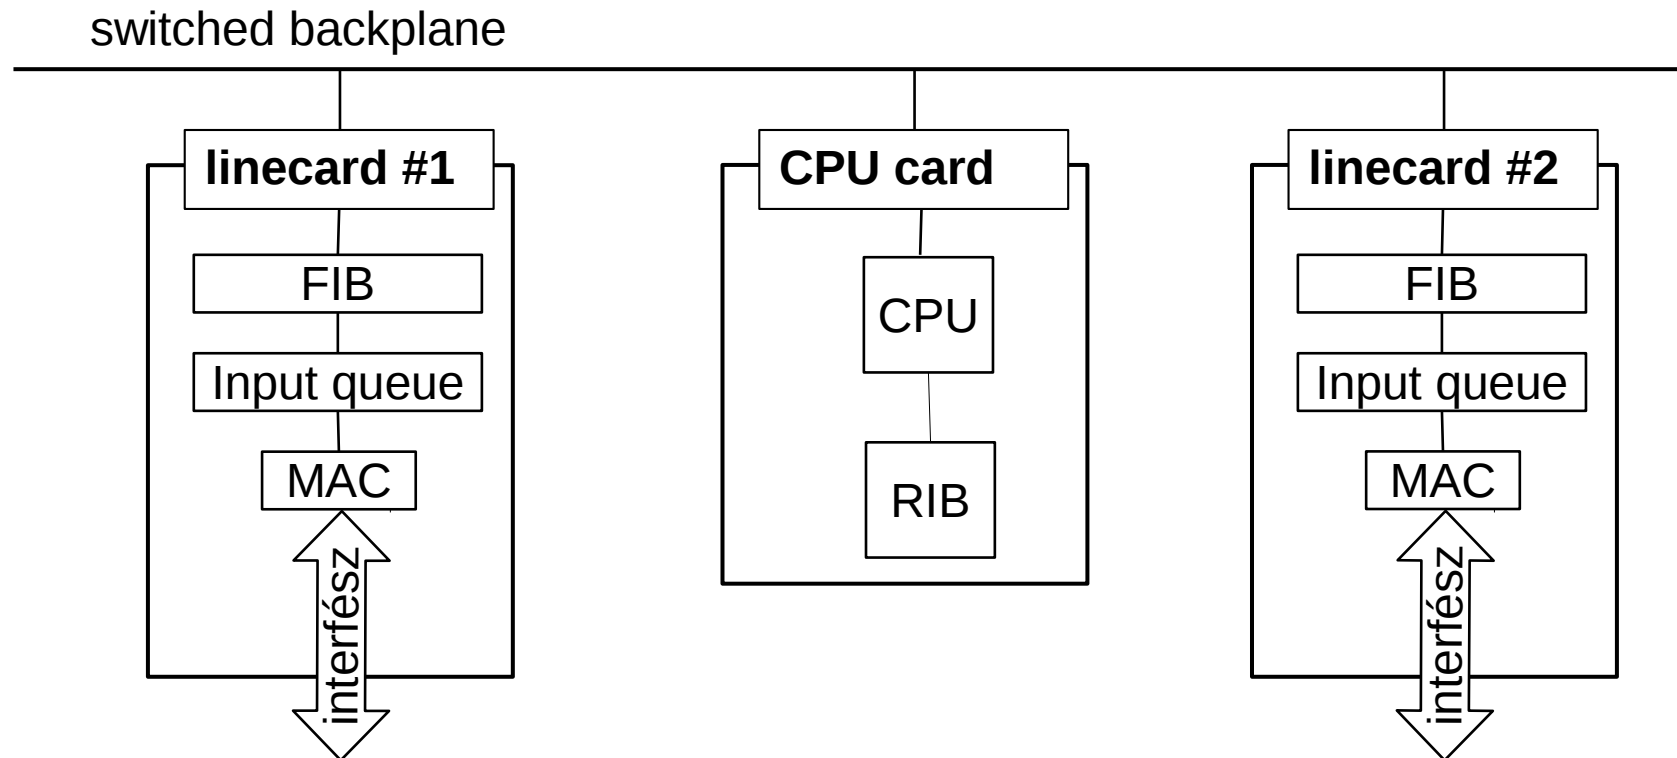 switched backplane
linecard #1
FIB
Input queue
MAC
interfész
CPU card
CPU
RIB
linecard #2
FIB
Input queue
MAC
interfész